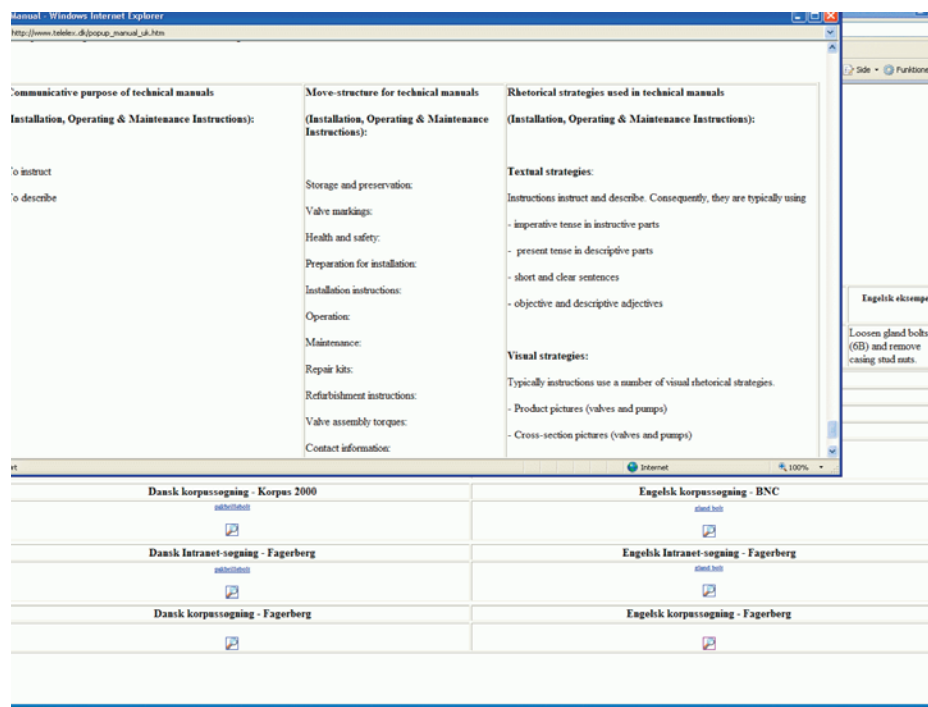 Manual - Windows Internet Explorer
http://www.telelex.dk/popup_manual_uk.htm
Side
Communicative purpose of technical manuals
(Installation, Operating & Maintenance Instructions):
To instruct
To describe
Move-structure for technical manuals
(Installation, Operating & Maintenance
Instructions):
Storage and preservation:
Valve markings:
Health and safety:
Preparation for installation:
Installation instructions:
Operation:
Maintenance:
Repair kits:
Refurbishment instructions:
Valve assembly torques:
Contact information:
Rhetorical strategies used in technical manuals
(Installation, Operating & Maintenance Instructions):
Textual strategies:
Instructions instruct and describe. Consequently, they are typically using
- imperative tense in instructive parts
- present tense in descriptive parts
- short and clear sentences
- objective and descriptive adjectives
Visual strategies:
Typically instructions use a number of visual rhetorical strategies.
- Product pictures (valves and pumps)
- Cross-section pictures (valves and pumps)
Engelsk
Loosen gland bolts
(6B) and remove
casing stud nuts.
Internet
100%
Dansk korpussøgning - Korpus 2000
Engelsk korpussøgning - BNC
gland bolt
Dansk Intranet-søgning - Fagerberg
Engelsk Intranet-søgning - Fagerberg
gland bolt
Dansk korpussøgning - Fagerberg
Engelsk korpussøgning - Fagerberg